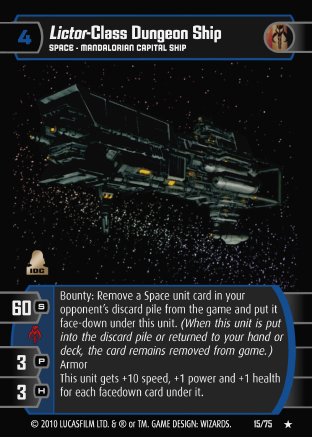 4
Lictor-Class Dungeon Ship
SPACE - MANDALORIAN CAPITAL SHIP
IDC
60 S
3 P
3 H
Bounty: Remove a Space unit card in your
opponent's discard pile from the game and put it
face-down under this unit. (When this unit is put
into the discard pile or returned to your hand or
deck, the card remains removed from game.)
Armor
This unit gets +10 speed, +1 power and +1 health
for each facedown card under it.
© 2010 LUCASFILM LTD. & ® or TM. GAME DESIGN: WIZARDS. 15/75 ★